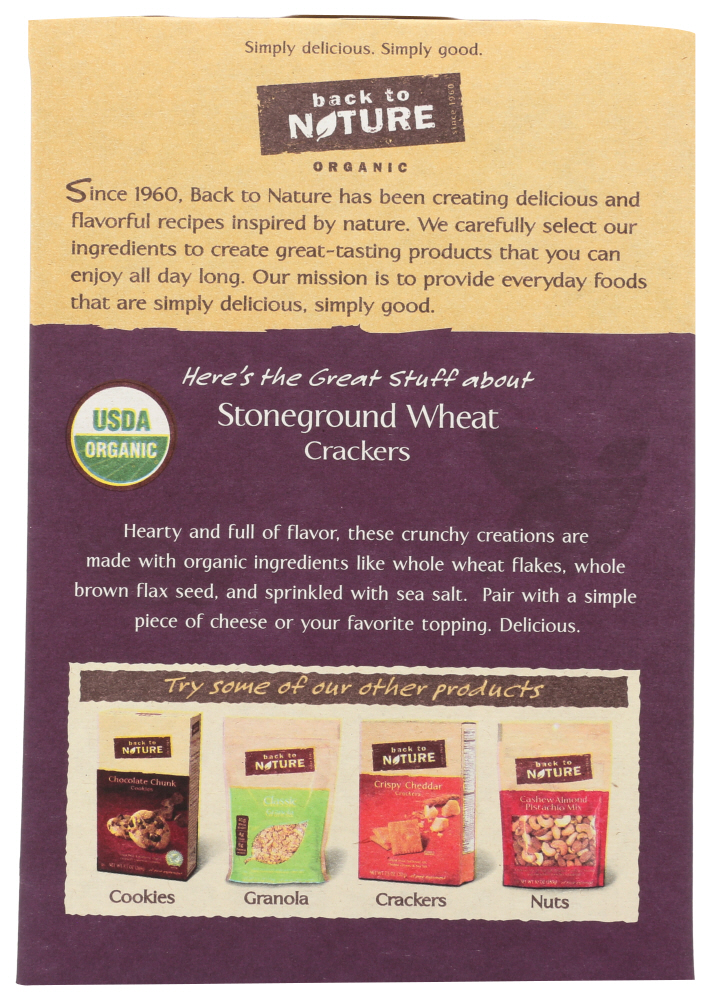 Simply delicious. Simply good.
back to
NATURE
since 1960
ORGANIC
Since 1960, Back to Nature has been creating delicious and
flavorful recipes inspired by nature. We carefully select our
ingredients to create great-tasting products that you can
enjoy all day long. Our mission is to provide everyday foods
that are simply delicious, simply good.
Here's the Great Stuff about
Stoneground Wheat
Crackers
USDA
ORGANIC
Hearty and full of flavor, these crunchy creations are
made with organic ingredients like whole wheat flakes, whole
brown flax seed, and sprinkled with sea salt. Pair with a simple
piece of cheese or your favorite topping. Delicious.
Try some of our other products
back to
NATURE
Chocolate Chunk
Cookies
back to
NATURE
Classic
Granola
back to
NATURE
Crispy Cheddar
Crackers
back to
NATURE
Cashew Almond
Pistachio Mix
Cookies
Granola
Crackers
Nuts